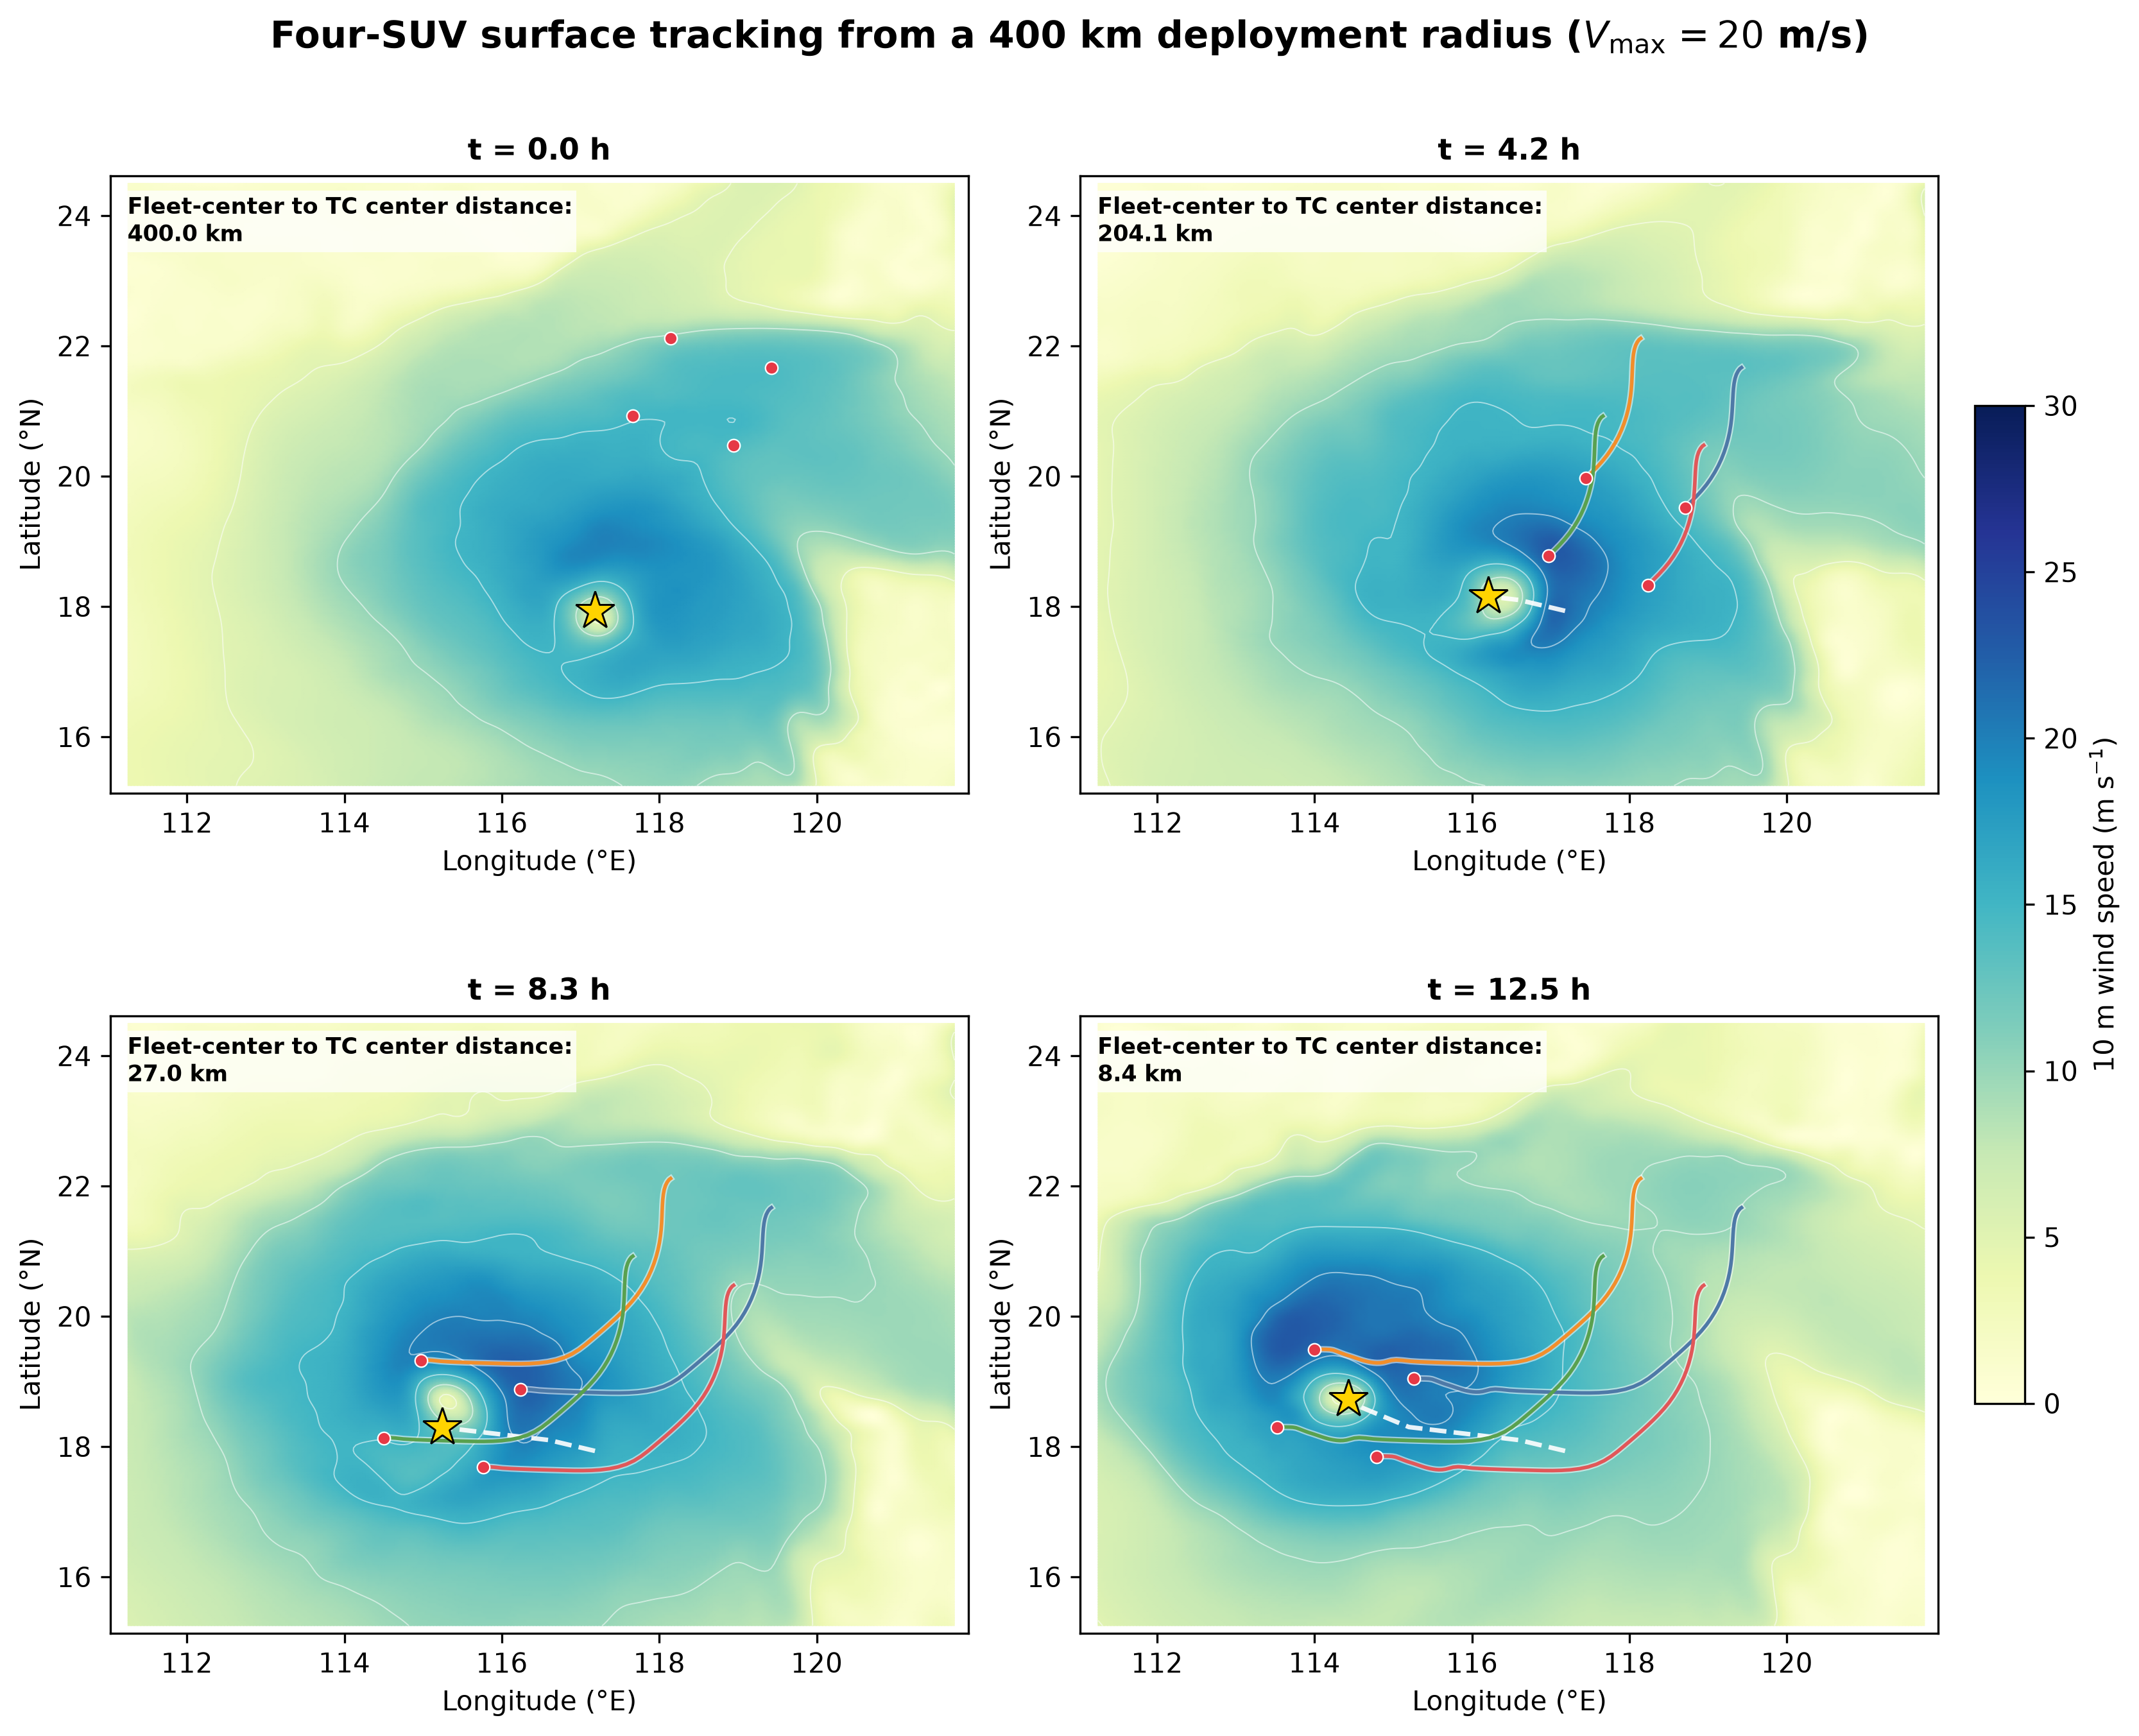 Four-SUV surface tracking from a 400 km deployment radius (V_max = 20 m/s)
t = 0.0 h
Fleet-center to TC center distance:
400.0 km
24
22
20
18
16
Latitude (°N)
112 114 116 118 120
Longitude (°E)
t = 4.2 h
Fleet-center to TC center distance:
204.1 km
24
22
20
18
16
Latitude (°N)
112 114 116 118 120
Longitude (°E)
t = 8.3 h
Fleet-center to TC center distance:
27.0 km
24
22
20
18
16
Latitude (°N)
112 114 116 118 120
Longitude (°E)
t = 12.5 h
Fleet-center to TC center distance:
8.4 km
24
22
20
18
16
Latitude (°N)
112 114 116 118 120
Longitude (°E)
30
25
20
15
10
5
0
10 m wind speed (m s⁻¹)